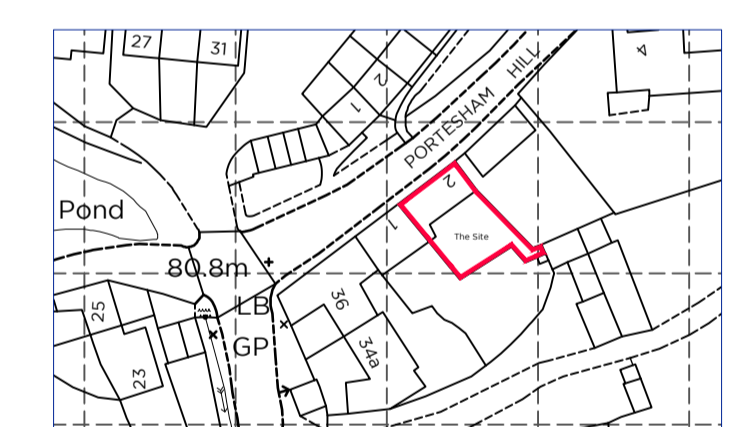 27
31
4
2
1
PORTESHAM HILL
2
1
Pond
The Site
80.8m
36
25
LB
GP
34a
23